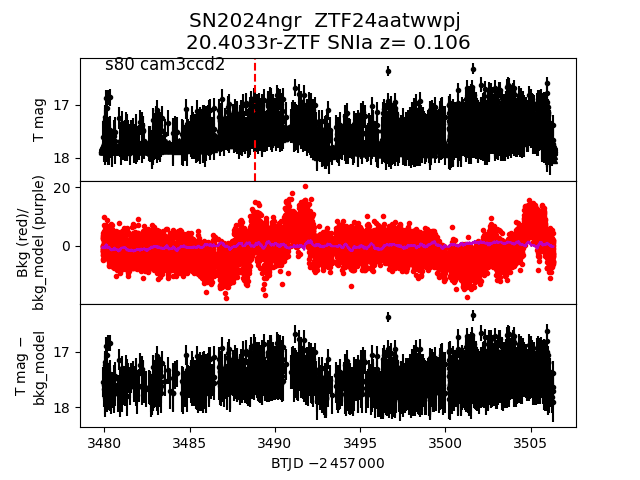 SN2024ngr  ZTF24aatwwpj
20.4033r-ZTF SNIa z= 0.106
s80 cam3ccd2
T mag
17
18
Bkg (red)/
bkg_model (purple)
20
0
T mag −
bkg_model
17
18
3480 3485 3490 3495 3500 3505
BTJD −2 457 000